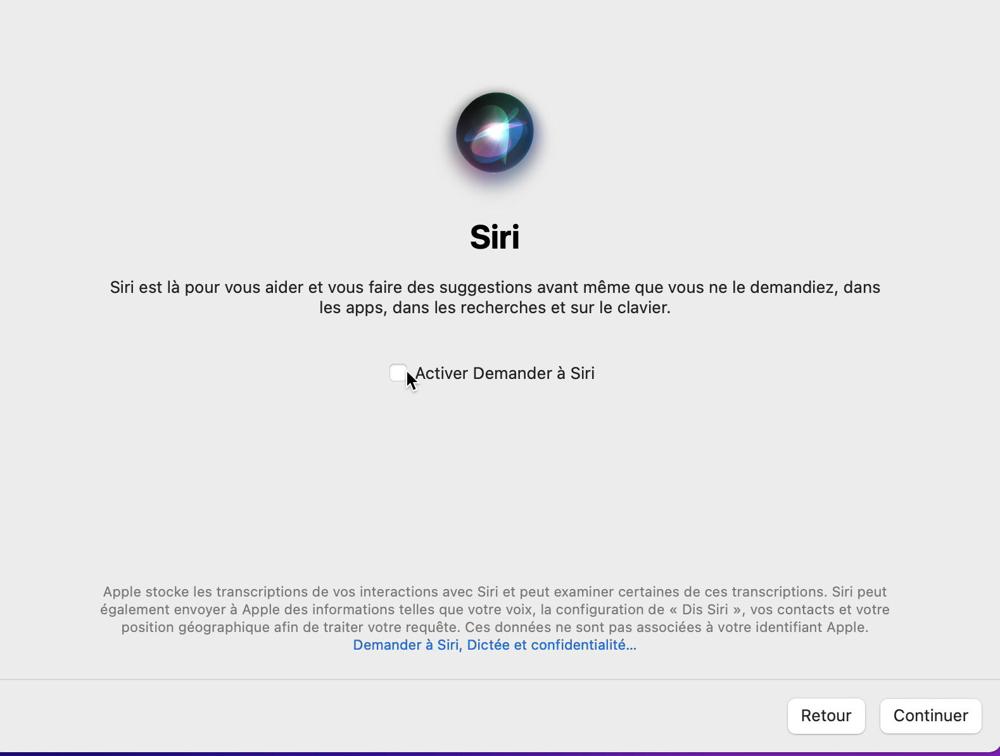 Siri
Siri est là pour vous aider et vous faire des suggestions avant même que vous ne le demandiez, dans
les apps, dans les recherches et sur le clavier.
Activer Demander à Siri
Apple stocke les transcriptions de vos interactions avec Siri et peut examiner certaines de ces transcriptions. Siri peut
également envoyer à Apple des informations telles que votre voix, la configuration de « Dis Siri », vos contacts et votre
position géographique afin de traiter votre requête. Ces données ne sont pas associées à votre identifiant Apple.
Demander à Siri, Dictée et confidentialité...
Retour
Continuer